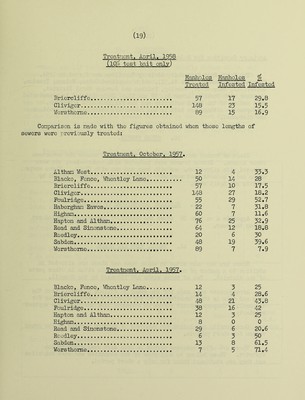 (19)
Treatment, April, 1958
(10% test bait only)
Manholes Manholes %
Treated Infested Infested
Briercliffe........................ 57 17 29.8
Cliviger........................ 148 23 15.5
Worsthorne........................ 89 15 16.9
Comparison is made with the figures obtained when these lengths of
sewers were previously treated:
Treatment, October, 1957.
Altham West........................ 12 4 33.3
Blacko, Fence, Wheatley Lane.......... 50 14 28
Briercliffe........................ 57 10 17.5
Cliviger........................ 148 27 18.2
Foulridge........................ 55 29 52.7
Habergham Eaves........................ 22 7 31.8
Higham........................ 60 7 11.6
Hapton and Altham........................ 76 25 32.9
Read and Simonstone........................ 64 12 18.8
Reedley........................ 20 6 30
Sabden........................ 48 19 39.6
Worsthorne........................ 89 7 7.9
Treatment, April, 1957.
Blacko, Fence, Wheatley Lane........ 12 3 25
Briercliffe........................ 14 4 28.6
Cliviger........................ 48 21 43.8
Foulridge........................ 38 16 42
Hapton and Altham........................ 12 3 25
Higham........................ 8 0 0
Read and Simonstone........................ 29 6 20.6
Reedley........................ 6 3 50
Sabden........................ 13 8 61.5
Worsthorne........................ 7 5 71.4